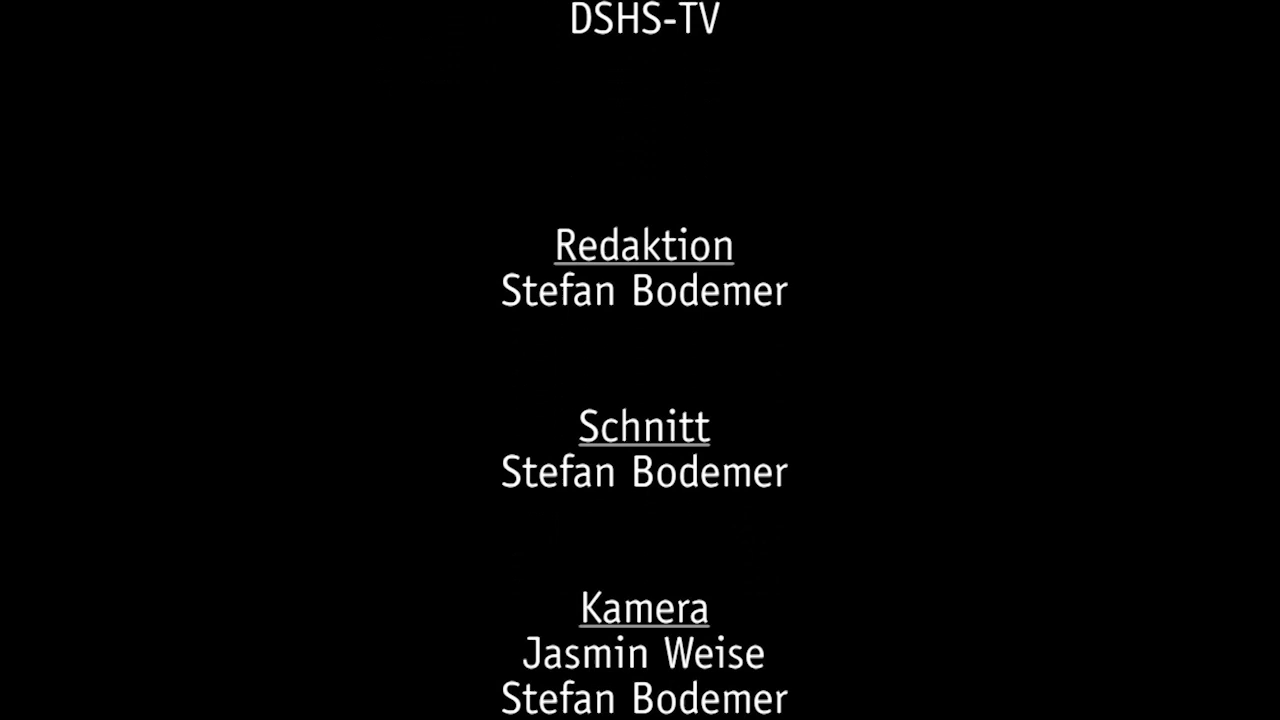 DSHS-TV
Redaktion
Stefan Bodemer
Schnitt
Stefan Bodemer
Kamera
Jasmin Weise
Stefan Bodemer